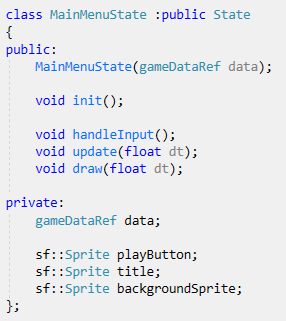 class MainMenuState :public State
{
public:
    MainMenuState(gameDataRef data);

    void init();

    void handleInput();
    void update(float dt);
    void draw(float dt);

private:
    gameDataRef data;

    sf::Sprite playButton;
    sf::Sprite title;
    sf::Sprite backgroundSprite;
};